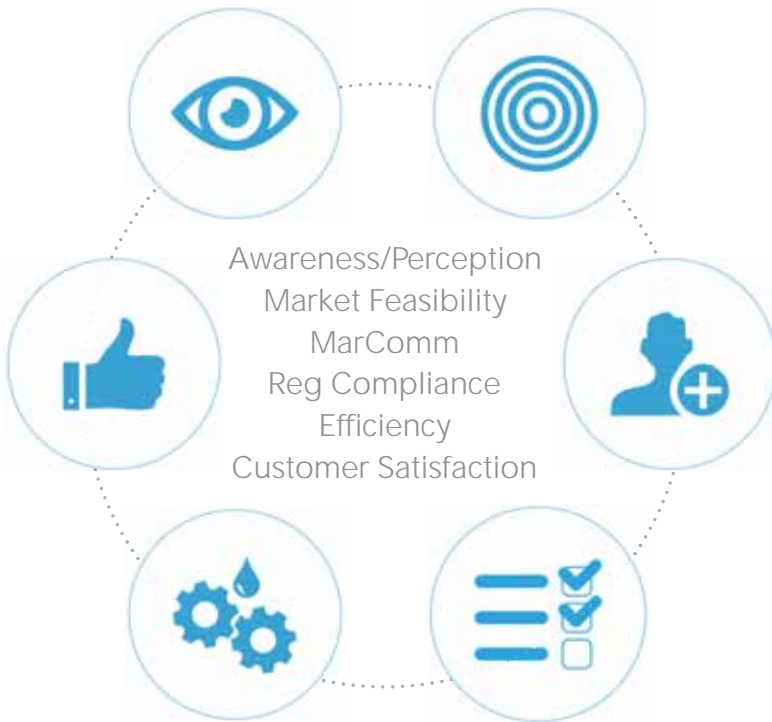 Awareness/Perception
Market Feasibility
MarComm
Reg Compliance
Efficiency
Customer Satisfaction